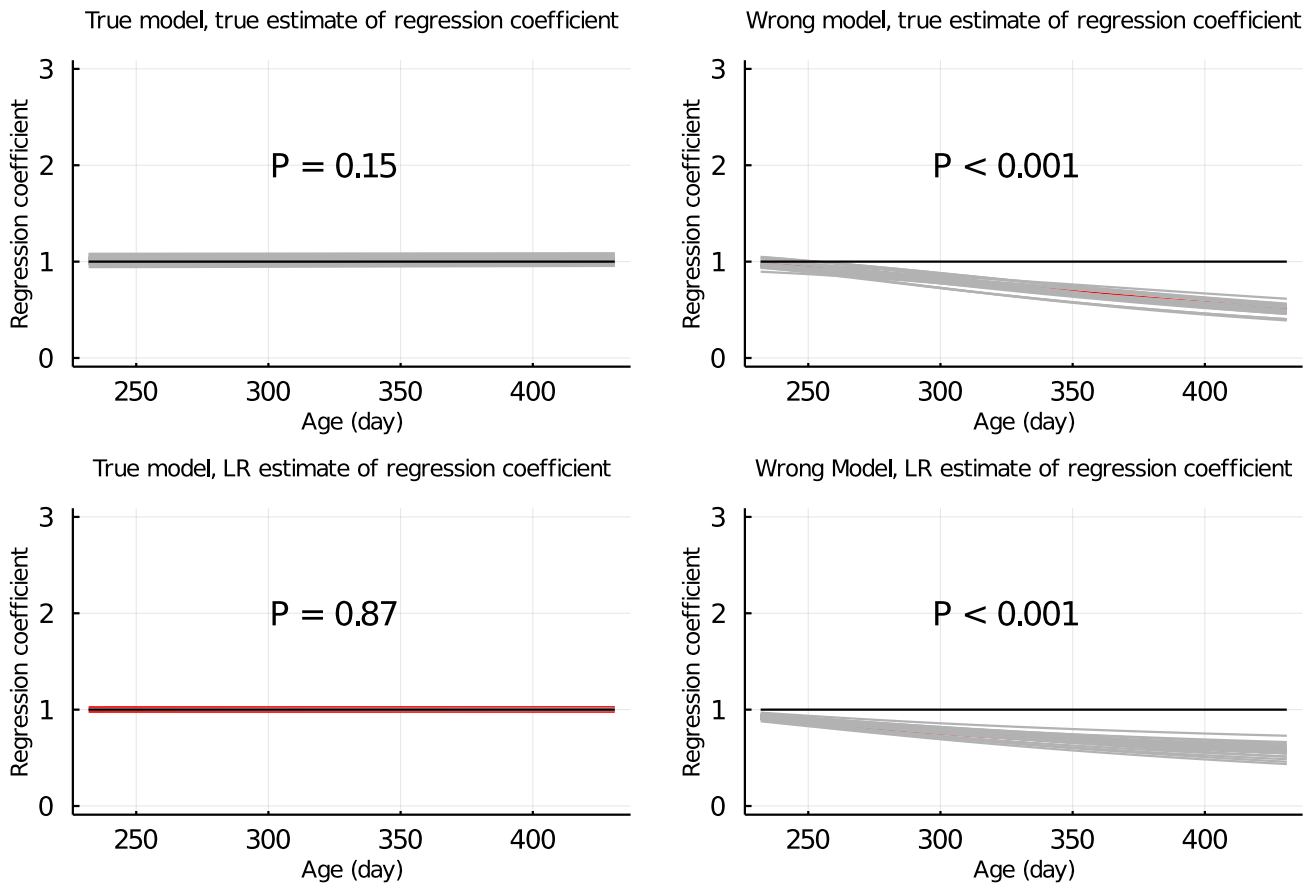 True model, true estimate of regression coefficient
3
2
1
0
Regression coefficient
P = 0.15
250 300 350 400
Age (day)
Wrong model, true estimate of regression coefficient
3
2
1
0
Regression coefficient
P < 0.001
250 300 350 400
Age (day)
True model, LR estimate of regression coefficient
3
2
1
0
Regression coefficient
P = 0.87
250 300 350 400
Age (day)
Wrong Model, LR estimate of regression coefficient
3
2
1
0
Regression coefficient
P < 0.001
250 300 350 400
Age (day)